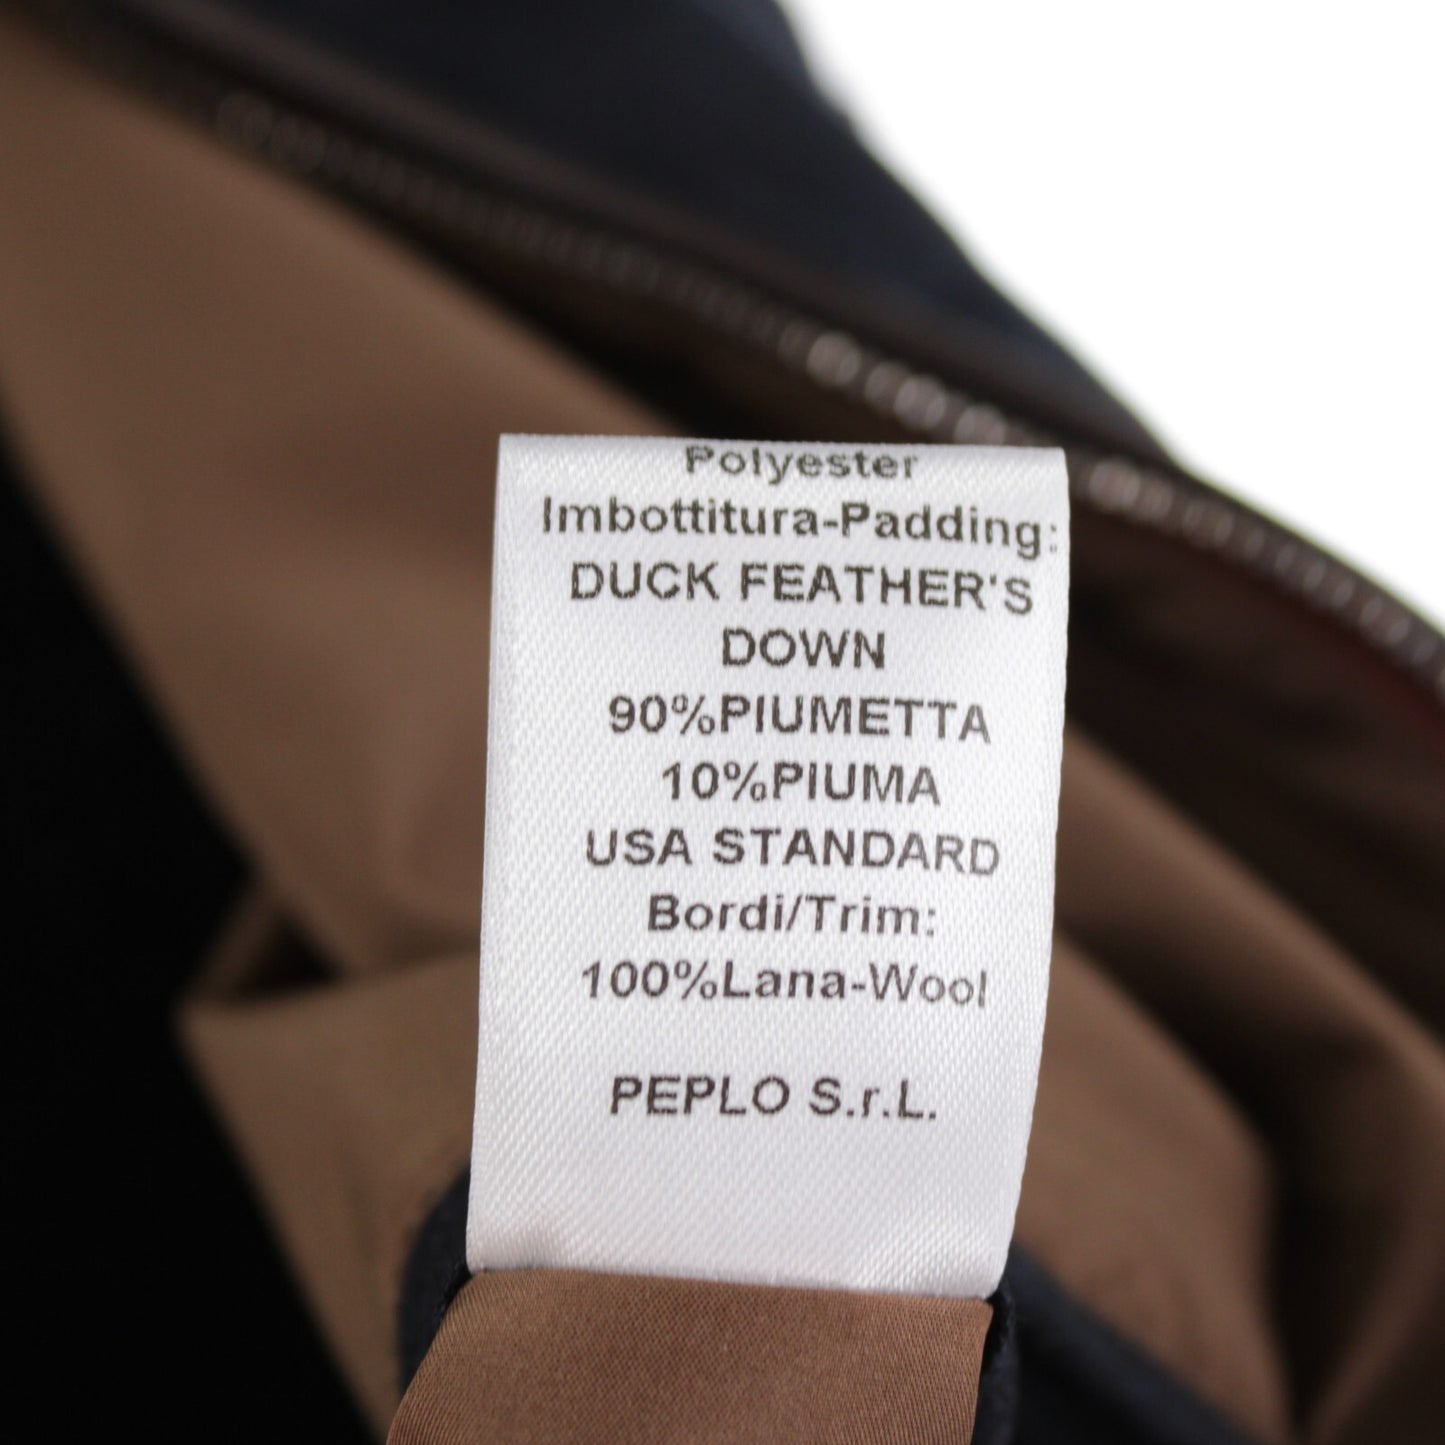 Polyester
Imbottitura-Padding:
DUCK FEATHER'S
DOWN
90%PIUMETTA
10%PIUMA
USA STANDARD
Bordi/Trim:
100%Lana-Wool
PEPLO S.r.L.